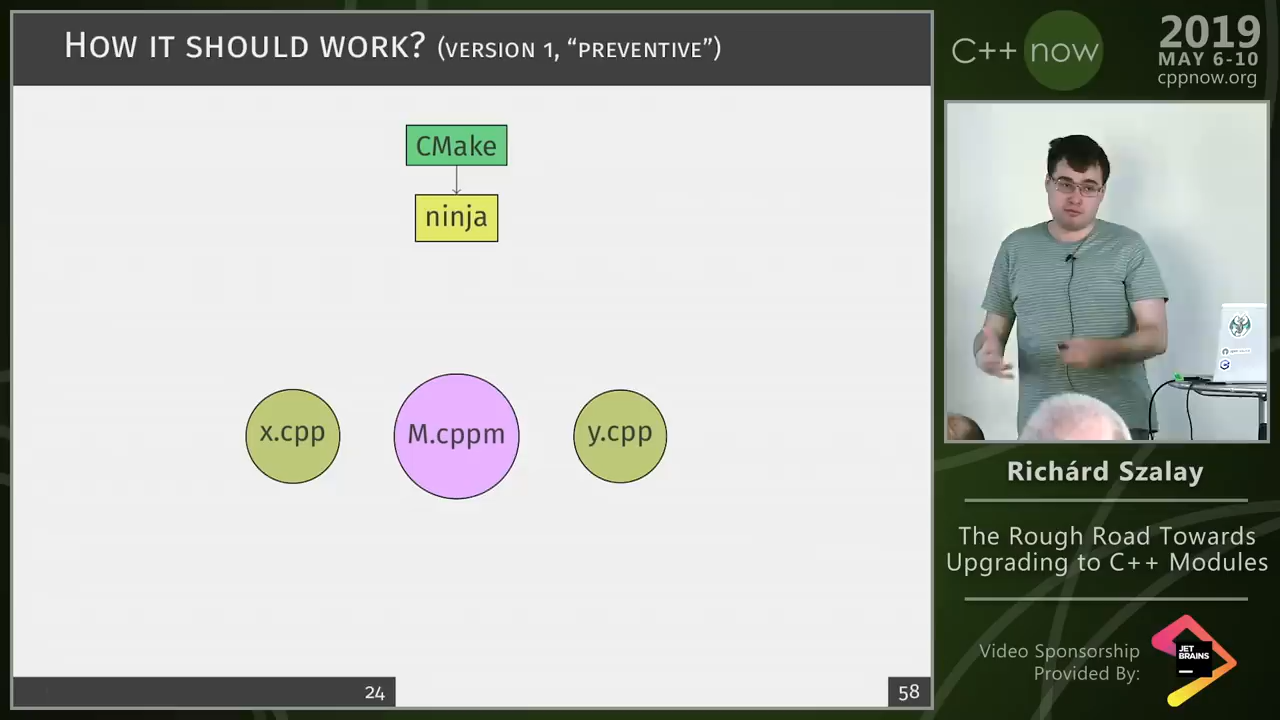 How it should work? (version 1, “preventive”)
CMake
ninja
x.cpp
M.cppm
y.cpp
24
58
C++ now
2019
MAY 6-10
cppnow.org
Richárd Szalay
The Rough Road Towards
Upgrading to C++ Modules
Video Sponsorship
Provided By:
JET
BRAINS